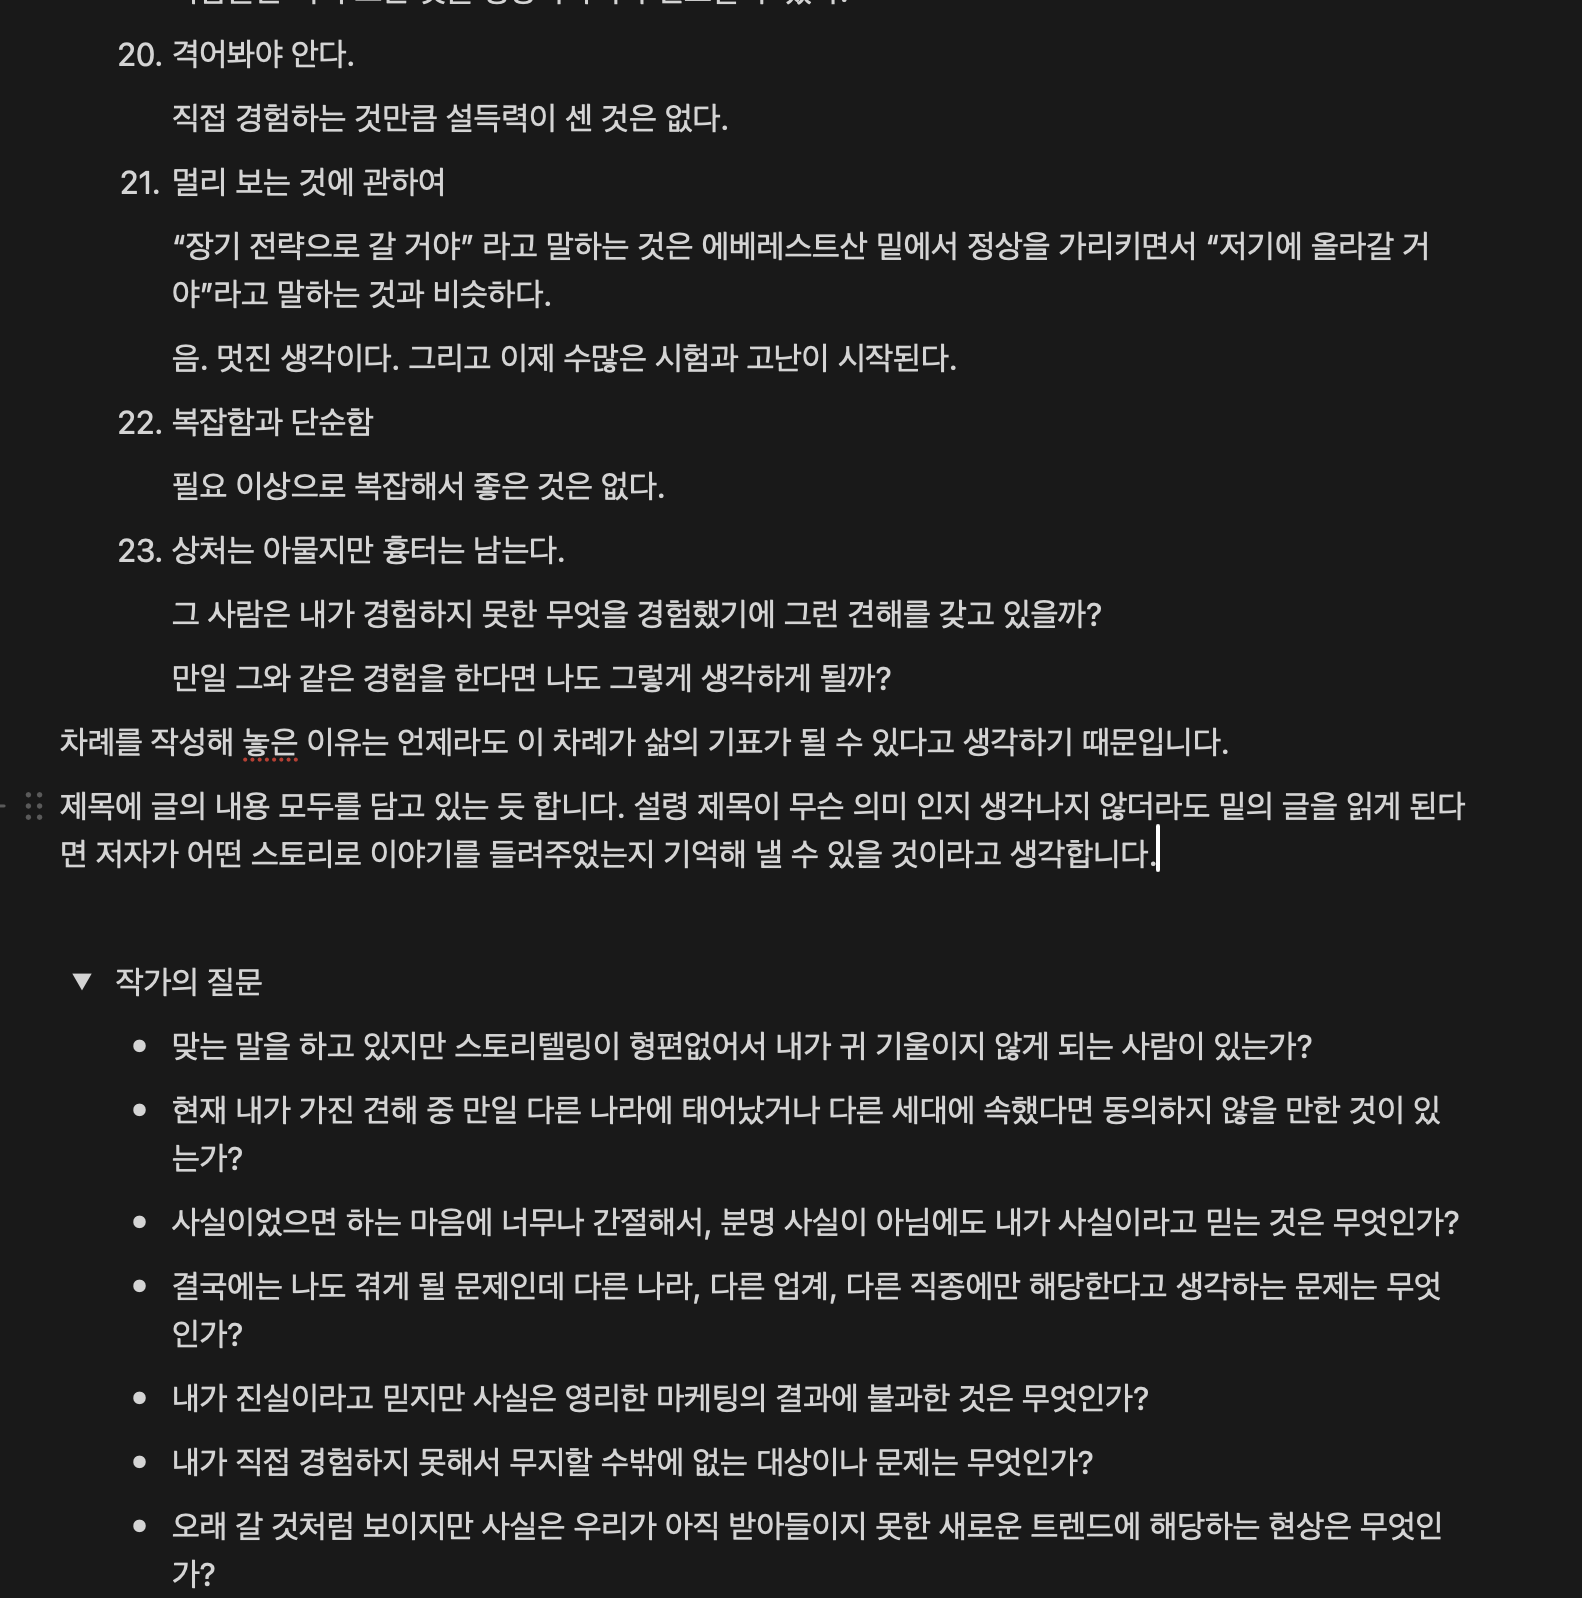 20. 격어봐야 안다.
직접 경험하는 것만큼 설득력이 센 것은 없다.
21. 멀리 보는 것에 관하여
“장기 전략으로 갈 거야” 라고 말하는 것은 에베레스트산 밑에서 정상을 가리키면서 “저기에 올라갈 거
야”라고 말하는 것과 비슷하다.
음. 멋진 생각이다. 그리고 이제 수많은 시험과 고난이 시작된다.
22. 복잡함과 단순함
필요 이상으로 복잡해서 좋은 것은 없다.
23. 상처는 아물지만 흉터는 남는다.
그 사람은 내가 경험하지 못한 무엇을 경험했기에 그런 견해를 갖고 있을까?
만일 그와 같은 경험을 한다면 나도 그렇게 생각하게 될까?
차례를 작성해 놓은 이유는 언제라도 이 차례가 삶의 기표가 될 수 있다고 생각하기 때문입니다.
제목에 글의 내용 모두를 담고 있는 듯 합니다. 설령 제목이 무슨 의미 인지 생각나지 않더라도 밑의 글을 읽게 된다
면 저자가 어떤 스토리로 이야기를 들려주었는지 기억해 낼 수 있을 것이라고 생각합니다.
▼ 작가의 질문
• 맞는 말을 하고 있지만 스토리텔링이 형편없어서 내가 귀 기울이지 않게 되는 사람이 있는가?
• 현재 내가 가진 견해 중 만일 다른 나라에 태어났거나 다른 세대에 속했다면 동의하지 않을 만한 것이 있
는가?
• 사실이었으면 하는 마음에 너무나 간절해서, 분명 사실이 아님에도 내가 사실이라고 믿는 것은 무엇인가?
• 결국에는 나도 겪게 될 문제인데 다른 나라, 다른 업계, 다른 직종에만 해당한다고 생각하는 문제는 무엇
인가?
• 내가 진실이라고 믿지만 사실은 영리한 마케팅의 결과에 불과한 것은 무엇인가?
• 내가 직접 경험하지 못해서 무지할 수밖에 없는 대상이나 문제는 무엇인가?
• 오래 갈 것처럼 보이지만 사실은 우리가 아직 받아들이지 못한 새로운 트렌드에 해당하는 현상은 무엇인
가?